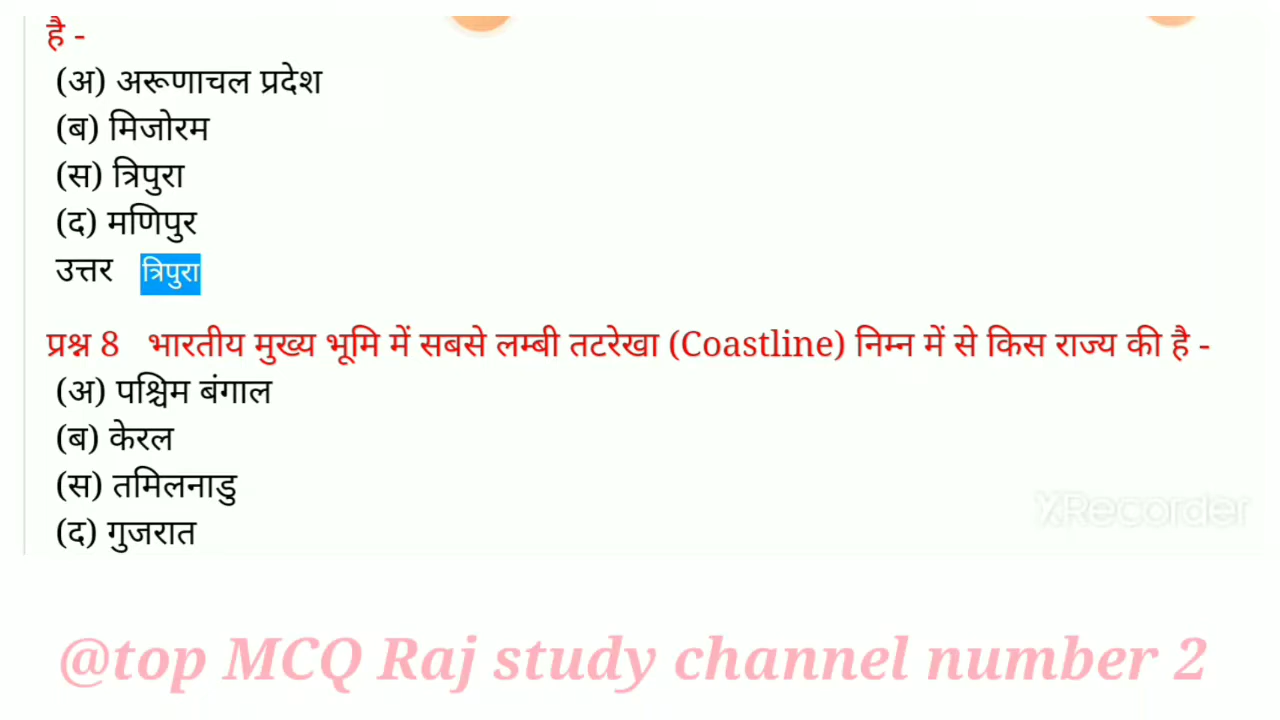 है -
(अ) अरूणाचल प्रदेश
(ब) मिजोरम
(स) त्रिपुरा
(द) मणिपुर
उत्तर त्रिपुरा
प्रश्न 8 भारतीय मुख्य भूमि में सबसे लम्बी तटरेखा (Coastline) निम्न में से किस राज्य की है -
(अ) पश्चिम बंगाल
(ब) केरल
(स) तमिलनाडु
(द) गुजरात
XRecorder
@top MCQ Raj study channel number 2